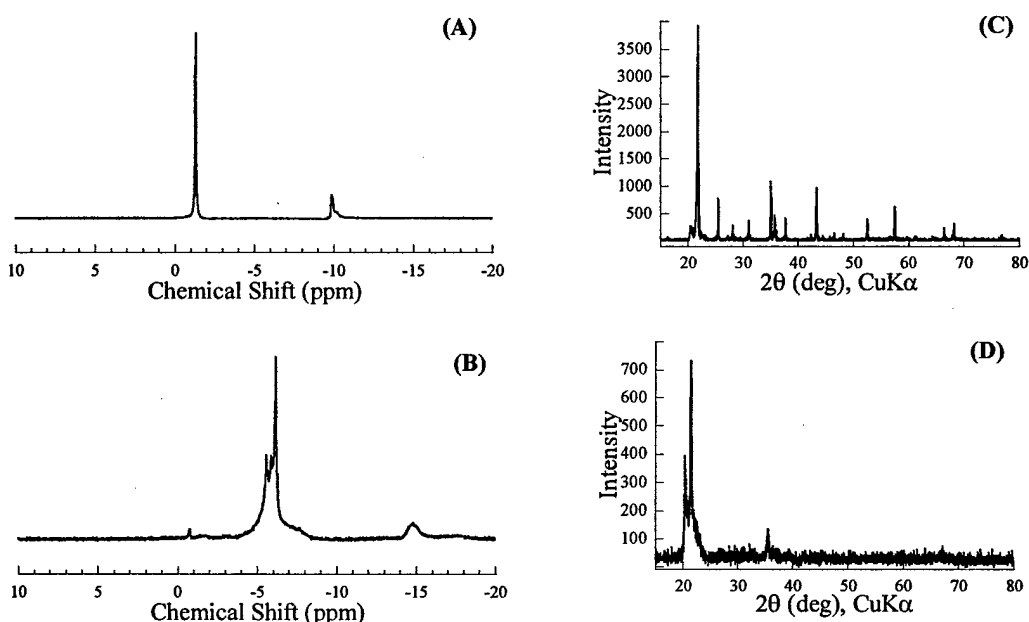 (A)
10 5 0 -5 -10 -15 -20
Chemical Shift (ppm)
(B)
10 5 0 -5 -10 -15 -20
Chemical Shift (ppm)
(C)
Intensity
3500
3000
2500
2000
1500
1000
500
20 30 40 50 60 70 80
2θ (deg), CuKα
(D)
Intensity
700
600
500
400
300
200
100
20 30 40 50 60 70 80
2θ (deg), CuKα